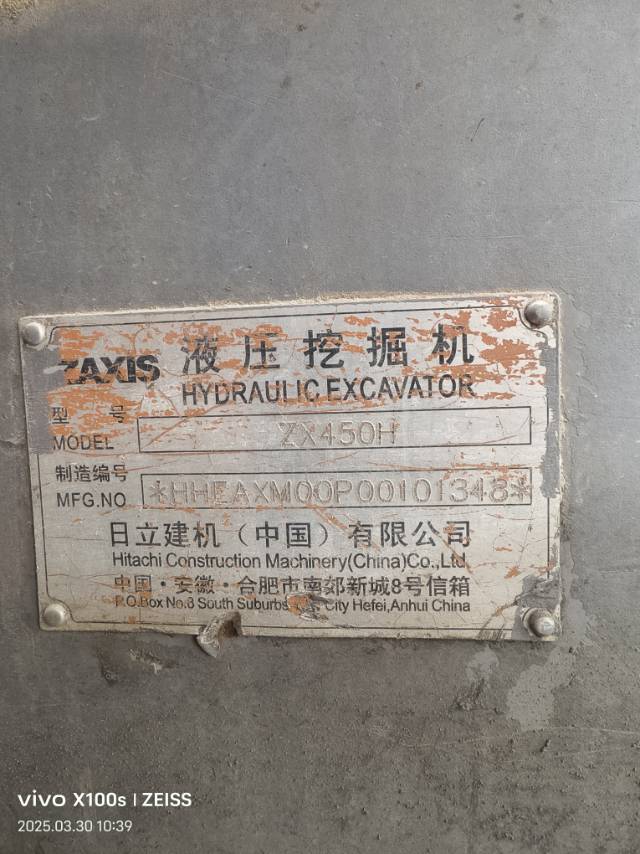 ZAXIS 液压挖掘机
HYDRAULIC EXCAVATOR
型 号
MODEL ZX450H
制造编号
MFG.NO *HHEAXM00P00101348*
日立建机（中国）有限公司
Hitachi Construction Machinery(China)Co.,Ltd.
中国·安徽·合肥市南郊新城8号信箱
P.O.Box No.8 South Suburbs City Hefei,Anhui China
vivo X100s | ZEISS
2025.03.30 10:39